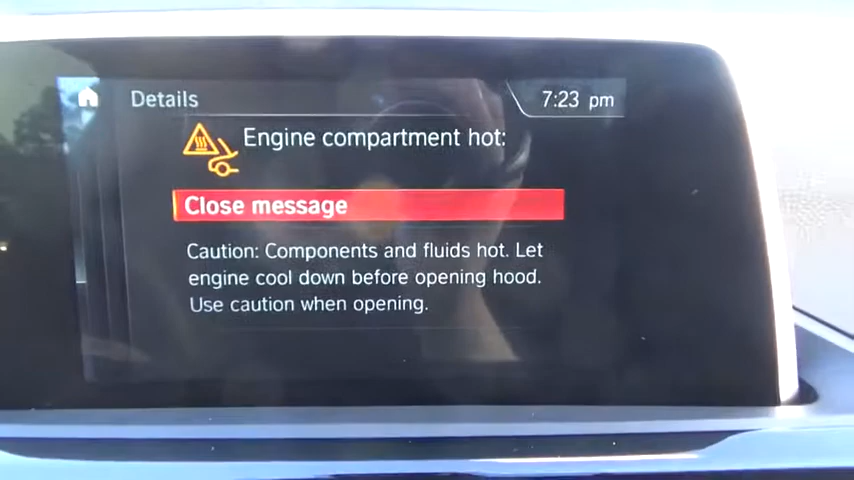 Details
7:23 pm
Engine compartment hot:
Close message
Caution: Components and fluids hot. Let
engine cool down before opening hood.
Use caution when opening.